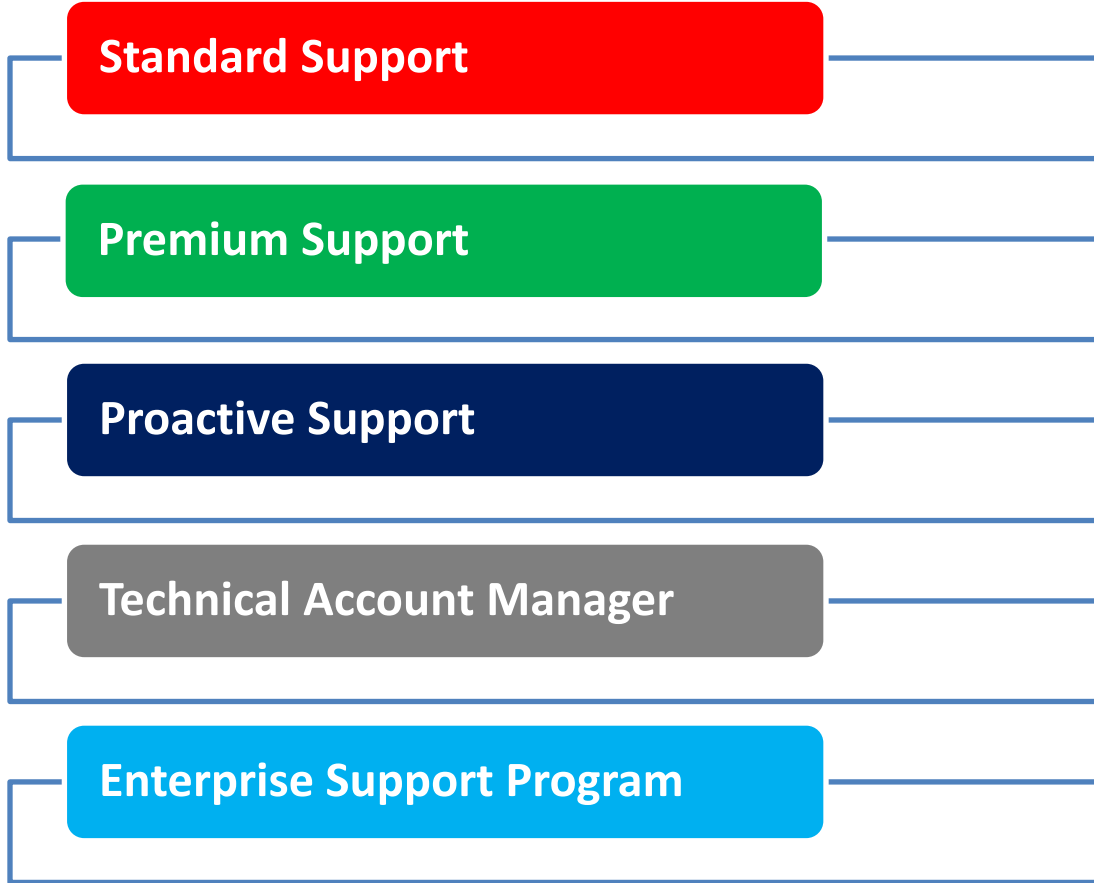 Standard Support
Premium Support
Proactive Support
Technical Account Manager
Enterprise Support Program